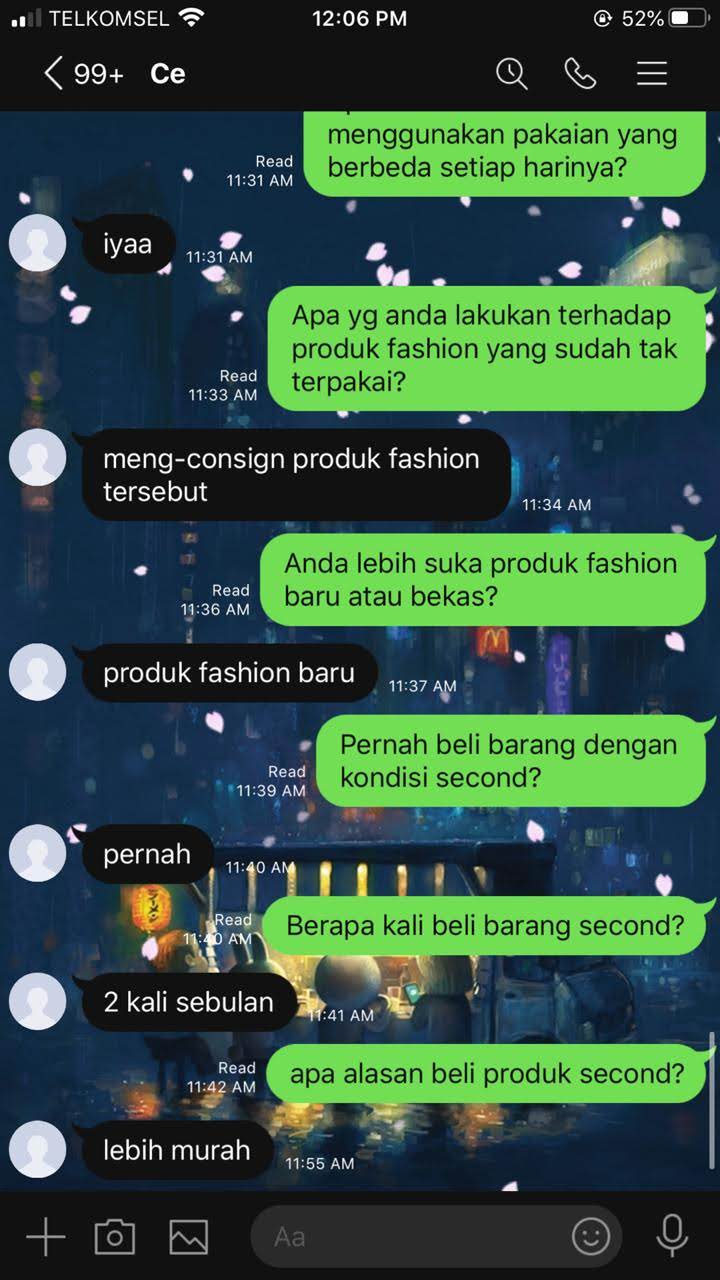 TELKOMSEL
12:06 PM
52%
99+
Ce
menggunakan pakaian yang
berbeda setiap harinya?
Read
11:31 AM
iyaa
11:31 AM
Apa yg anda lakukan terhadap
produk fashion yang sudah tak
terpakai?
Read
11:33 AM
meng-consign produk fashion
tersebut
11:34 AM
Anda lebih suka produk fashion
baru atau bekas?
Read
11:36 AM
produk fashion baru
11:37 AM
Pernah beli barang dengan
kondisi second?
Read
11:39 AM
pernah
11:40 AM
Berapa kali beli barang second?
Read
11:40 AM
2 kali sebulan
11:41 AM
apa alasan beli produk second?
Read
11:42 AM
lebih murah
11:55 AM
Aa